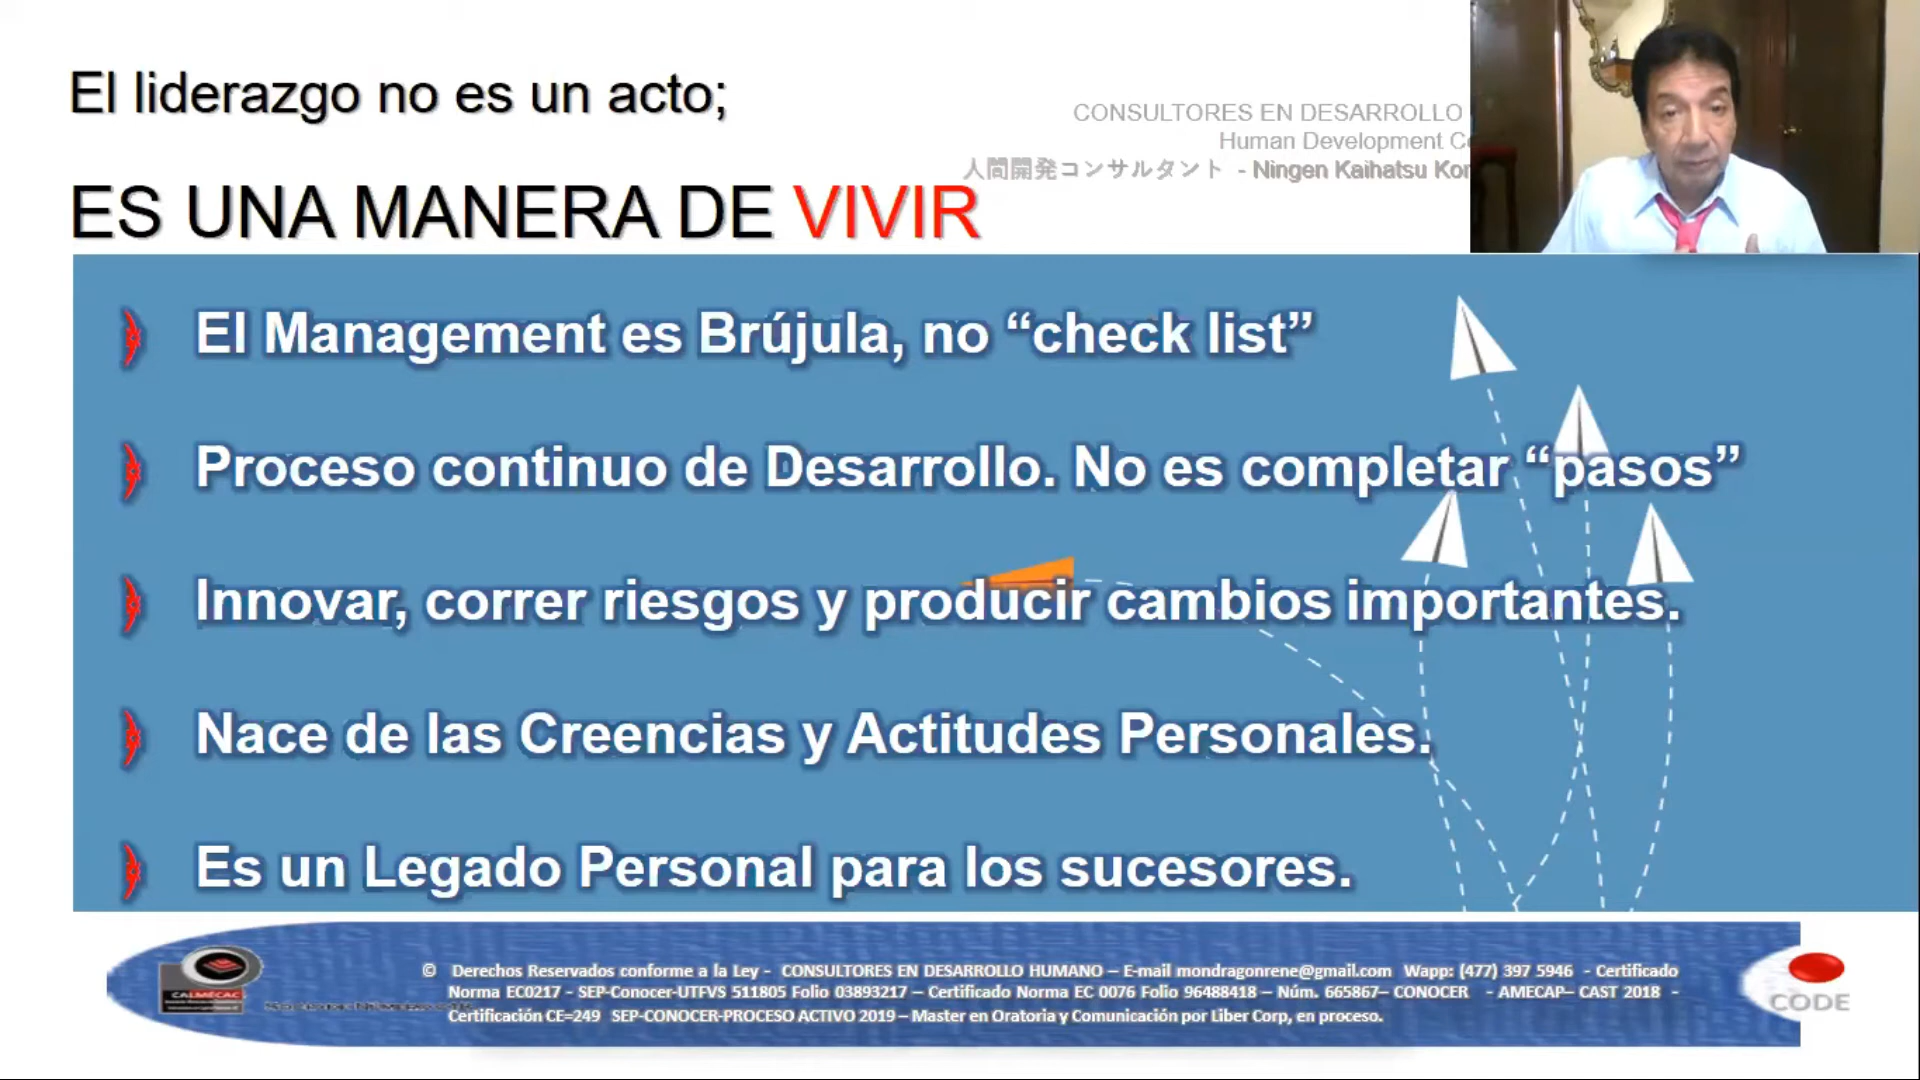 El liderazgo no es un acto;
ES UNA MANERA DE VIVIR
CONSULTORES EN DESARROLLO
Human Development
人間開発コンサルタント - Ningen Kaihatsu
El Management es Brújula, no “check list”
Proceso continuo de Desarrollo. No es completar “pasos”
Innovar, correr riesgos y producir cambios importantes.
Nace de las Creencias y Actitudes Personales.
Es un Legado Personal para los sucesores.
CALMECAC
© Derechos Reservados conforme a la Ley - CONSULTORES EN DESARROLLO HUMANO – E-mail mondragonrene@gmail.com Wapp: (477) 397 5946 - Certificado
Norma EC0217 - SEP-Conocer-UTFVS 511805 Folio 03893217 – Certificado Norma EC 0076 Folio 96488418 – Núm. 665867– CONOCER - AMECAP– CAST 2018 -
Certificación CE=249 SEP-CONOCER-PROCESO ACTIVO 2019 – Master en Oratoria y Comunicación por Liber Corp, en proceso.
CODE